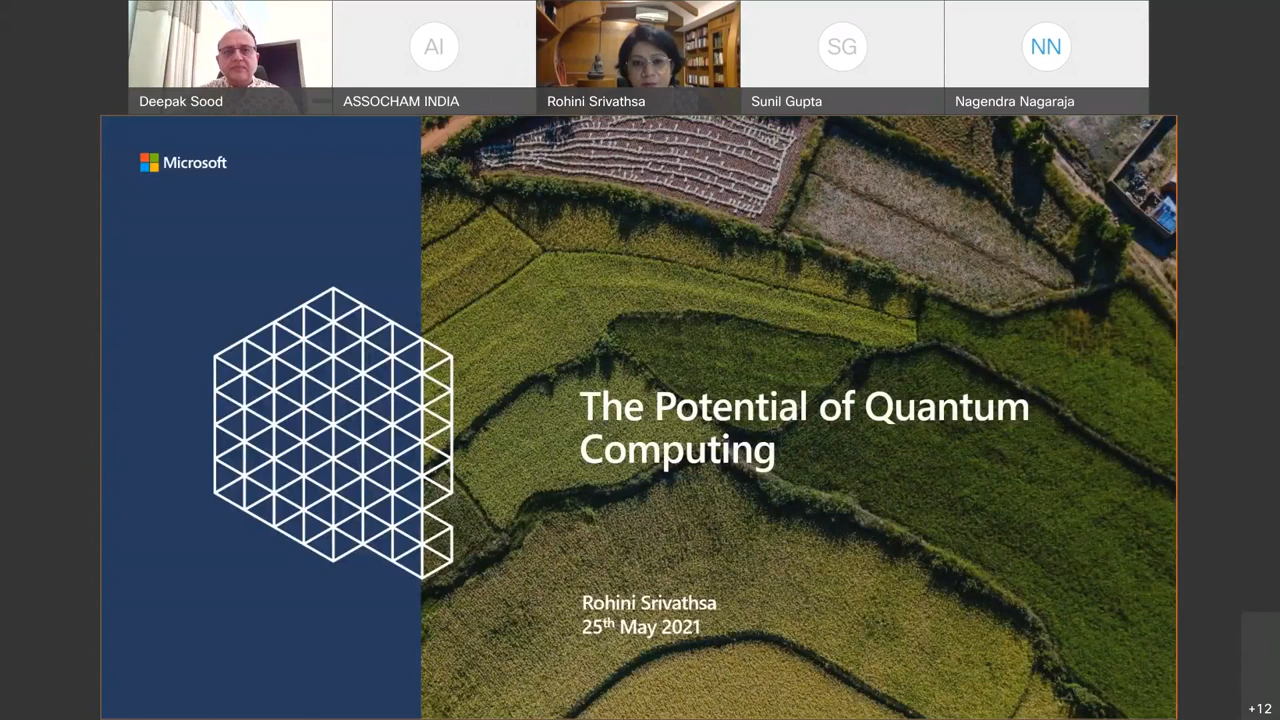 AI
SG
NN
Deepak Sood
ASSOCHAM INDIA
Rohini Srivathsa
Sunil Gupta
Nagendra Nagaraja
Microsoft
The Potential of Quantum
Computing
Rohini Srivathsa
25th May 2021
+12